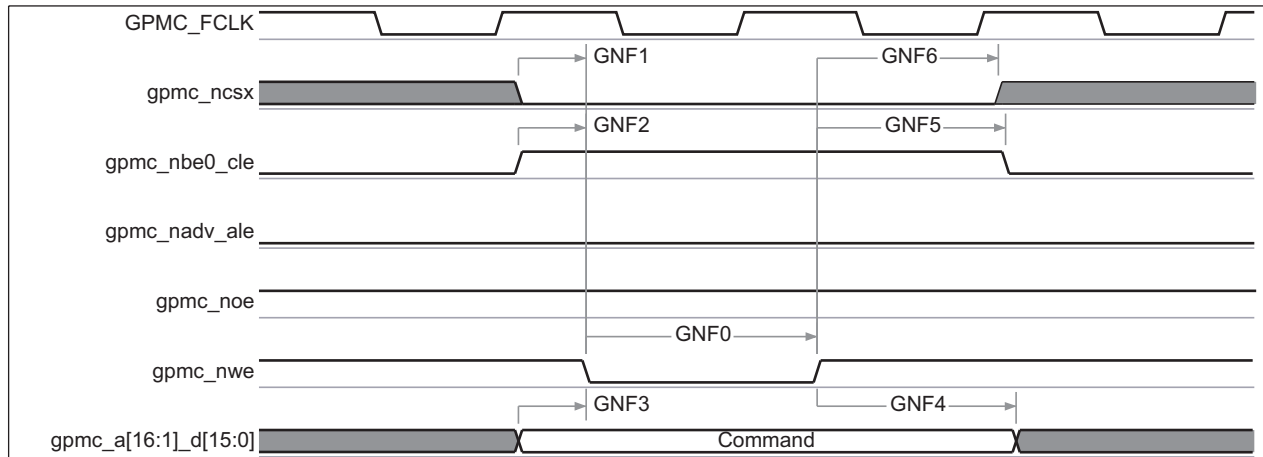 GPMC_FCLK
GNF1 GNF6
gpmc_ncsx
GNF2 GNF5
gpmc_nbe0_cle
gpmc_nadv_ale
gpmc_noe
GNF0
gpmc_nwe
GNF3 GNF4
gpmc_a[16:1]_d[15:0] Command